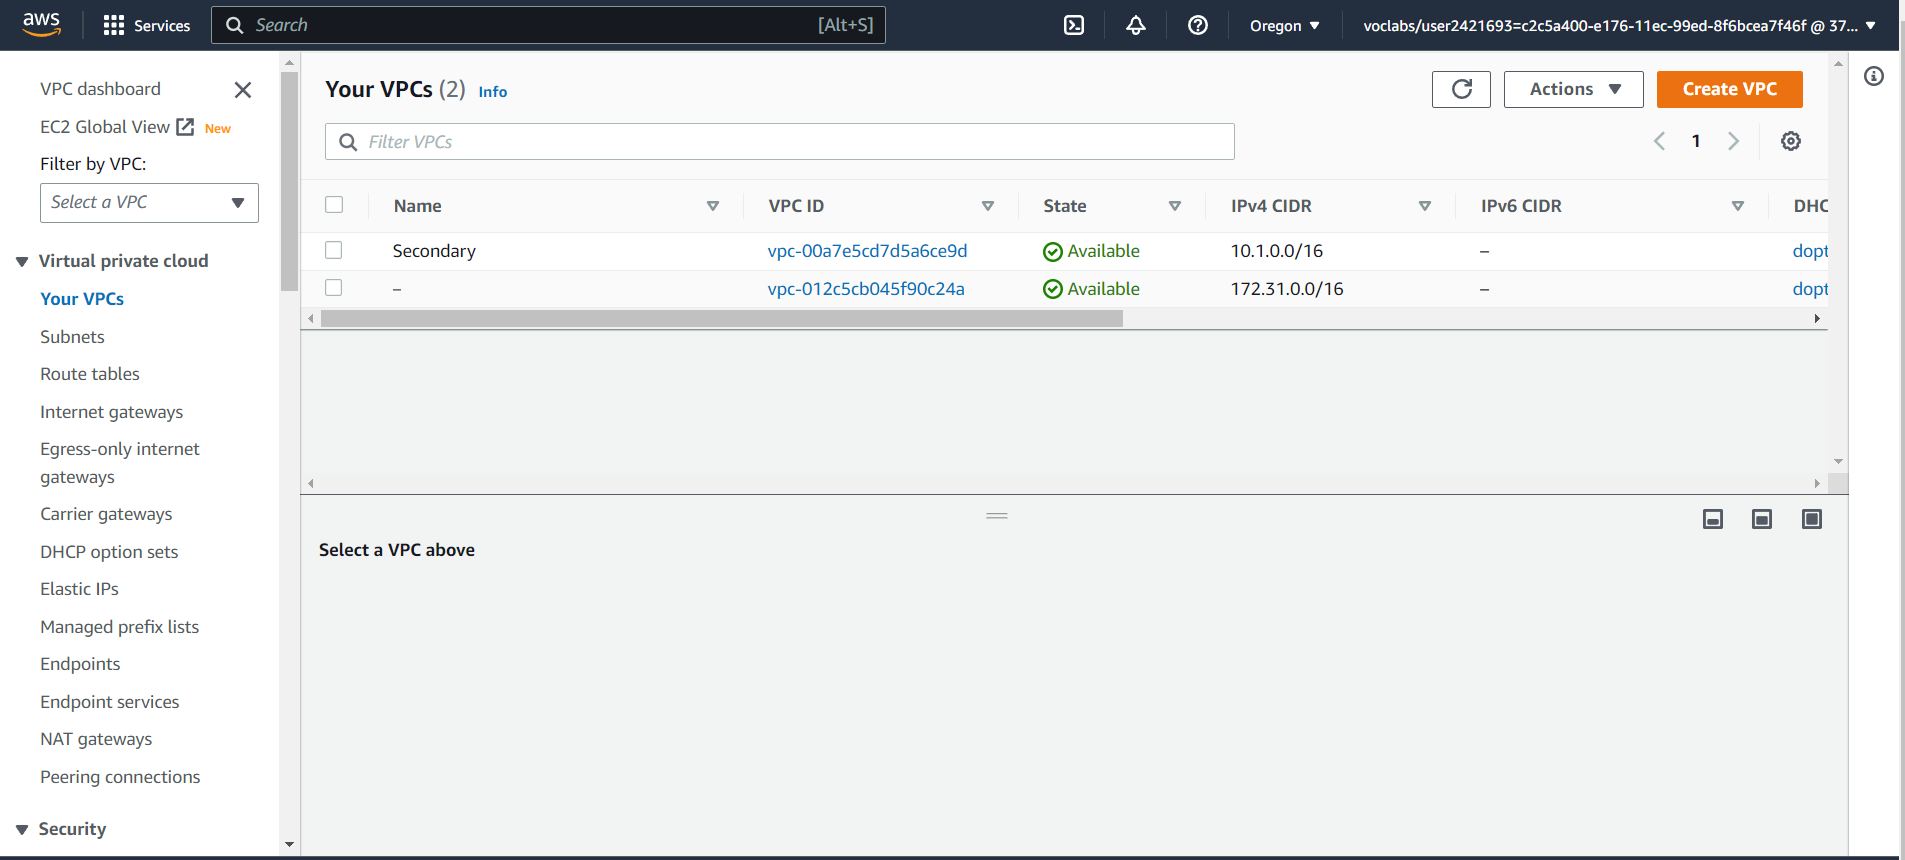 aws Services Search [Alt+S] Oregon voclabs/user2421693=c2c5a400-e176-11ec-99ed-8f6bcea7f46f @ 37...
VPC dashboard
EC2 Global View New
Filter by VPC:
Select a VPC
Virtual private cloud
Your VPCs
Subnets
Route tables
Internet gateways
Egress-only internet
gateways
Carrier gateways
DHCP option sets
Elastic IPs
Managed prefix lists
Endpoints
Endpoint services
NAT gateways
Peering connections
Security
Your VPCs (2) Info
Actions
Create VPC
Filter VPCs
1
Name VPC ID State IPv4 CIDR IPv6 CIDR DHC
Secondary vpc-00a7e5cd7d5a6ce9d Available 10.1.0.0/16 – dopt
– vpc-012c5cb045f90c24a Available 172.31.0.0/16 – dopt
Select a VPC above